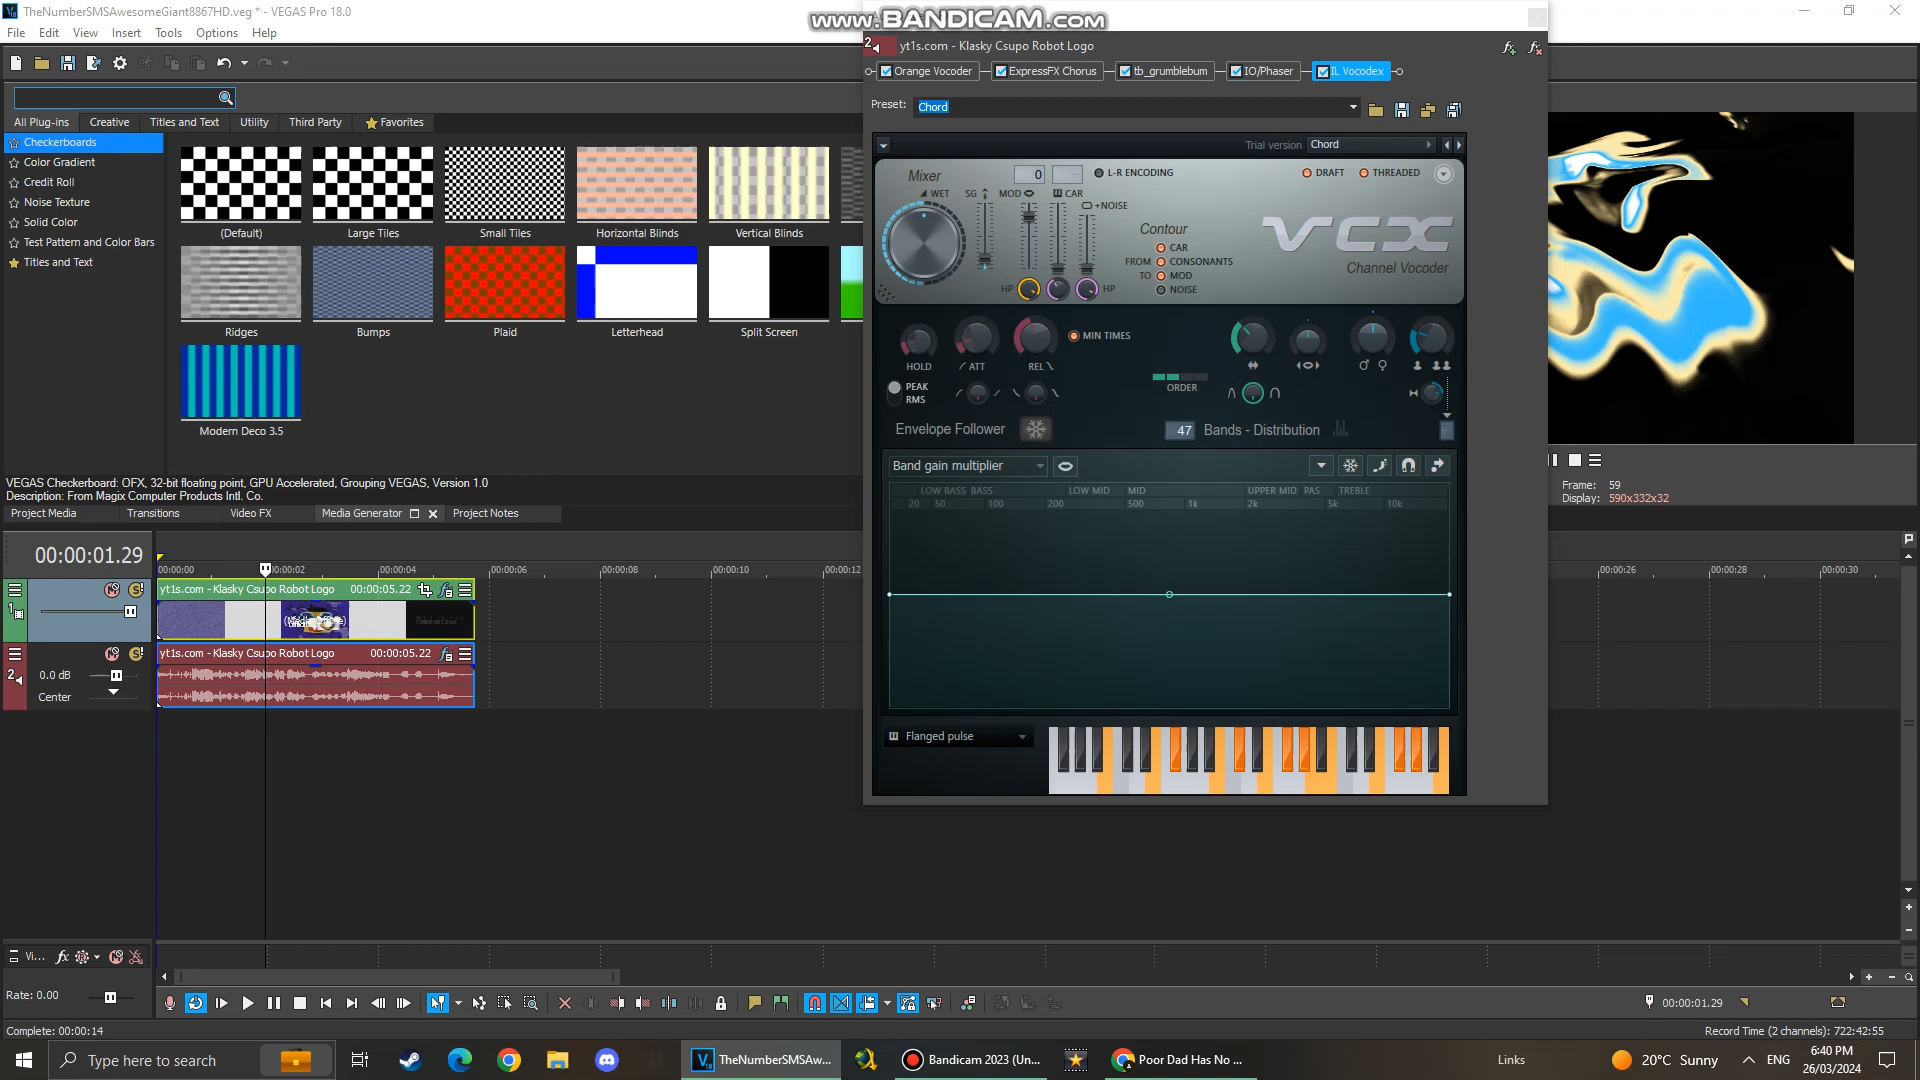 TheNumberSMSAwesomeGiant8867HD.veg * - VEGAS Pro 18.0
www.BANDICAM.com
File Edit View Insert Tools Options Help
yt1s.com - Klasky Csupo Robot Logo
Orange Vocoder ExpressFX Chorus tb_grumblebum IO/Phaser IL Vocodex
Preset: Chord
All Plug-ins Creative Titles and Text Utility Third Party Favorites
Checkerboards
Color Gradient
Credit Roll
Noise Texture
Solid Color
Test Pattern and Color Bars
Titles and Text
(Default) Large Tiles Small Tiles Horizontal Blinds Vertical Blinds
Ridges Bumps Plaid Letterhead Split Screen
Modern Deco 3.5
Trial version Chord
Mixer 0 L-R ENCODING DRAFT THREADED
WET SG MOD CAR
+NOISE
Contour
CAR
FROM CONSONANTS
TO MOD
NOISE
HP HP
VCX
Channel Vocoder
MIN TIMES
HOLD ATT REL
PEAK
RMS
ORDER
Envelope Follower 47 Bands - Distribution
Band gain multiplier
LOW BASS BASS LOW MID MID UPPER MID PAS TREBLE
20 50 100 200 500 1k 2k 5k 10k
Flanged pulse
VEGAS Checkerboard: OFX, 32-bit floating point, GPU Accelerated, Grouping VEGAS, Version 1.0
Description: From Magix Computer Products Intl. Co.
Frame: 59
Display: 590x332x32
Project Media Transitions Video FX Media Generator Project Notes
00:00:01.29
00:00:00 00:00:02 00:00:04 00:00:06 00:00:08 00:00:10 00:00:12 00:00:26 00:00:28 00:00:30
1 yt1s.com - Klasky Csupo Robot Logo 00:00:05.22
2 yt1s.com - Klasky Csupo Robot Logo 00:00:05.22
0.0 dB
Center
Vi...
Rate: 0.00
00:00:01.29
Complete: 00:00:14
Record Time (2 channels): 722:42:55
Type here to search
TheNumberSMSAw...
Bandicam 2023 (Un...
Poor Dad Has No ...
Links
20°C Sunny
ENG
6:40 PM
26/03/2024